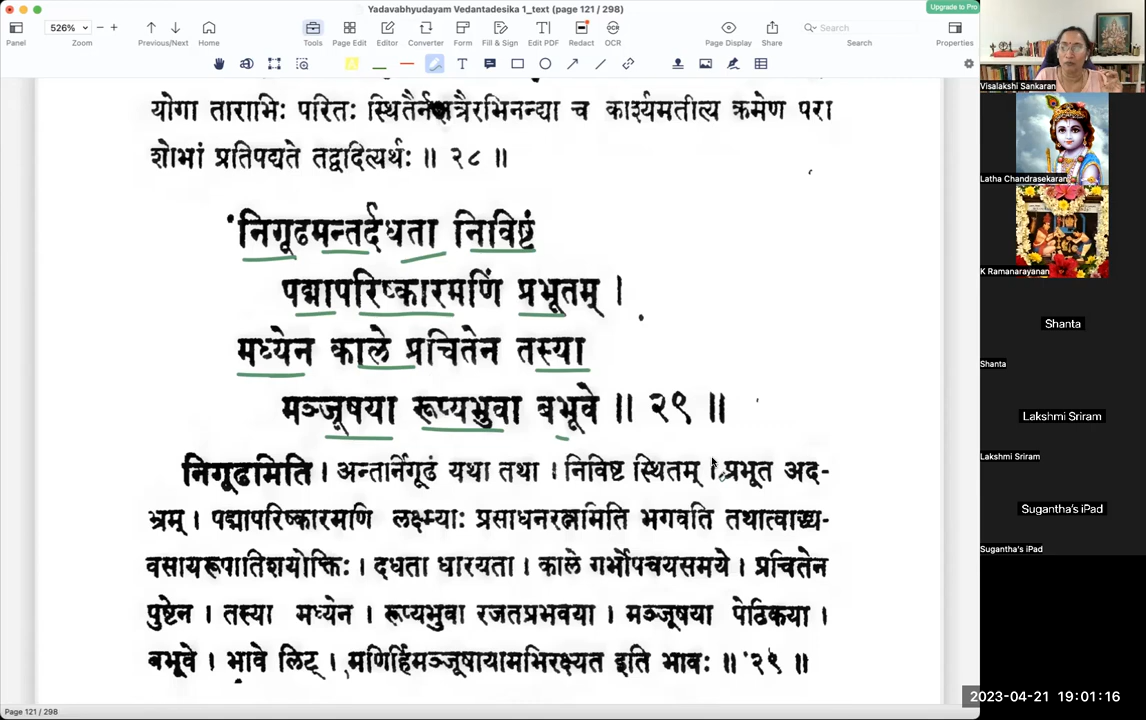 Yadavabhyudayam Vedantadesika 1_text (page 121 / 298)
Upgrade to Pro
526%
Search
Panel
Zoom
Previous/Next
Home
Tools
Page Edit
Editor
Converter
Form
Fill & Sign
Edit PDF
Redact
OCR
OCR
Page Display
Share
Search
Properties
योगा ताराभिः परितः स्थितैर्नक्षत्रैरभिनन्द्या च कार्श्यमतीत्य क्रमेण परा
शोभां प्रतिपद्यते तद्वादित्यर्थः ॥ २८ ॥
निगूढमन्तर्दधता निविष्टं
पद्मापरिष्कारमणिं प्रभूतम् ।
मध्येन काले प्रचितेन तस्या
मञ्जूषया रूप्यभुवा बभूवे ॥ २९ ॥
निगूढमिति । अन्तार्निगूढं यथा तथा । निविष्ट स्थितम् । प्रभूत अद-
भ्रम् । पद्मापरिष्कारमणि लक्ष्म्याः प्रसाधनरत्नमिति भगवति तथात्वाध्य-
वसायरूपातिशयोक्तिः । दधता धारयता । काले गर्भोपचयसमये । प्रचितेन
पुष्टेन । तस्या मध्येन । रूप्यभुवा रजतप्रभवया । मञ्जूषया पेठिकया ।
बभूवे । भावे लिट् । मणिर्हिमञ्जूषायामभिरक्ष्यत इति भावः ॥ २९ ॥
Page 121 / 298
Visalakshi Sankaran
Latha Chandrasekaran
K Ramanarayanan
Shanta
Shanta
Lakshmi Sriram
Lakshmi Sriram
Sugantha's iPad
Sugantha's iPad
2023-04-21 19:01:16